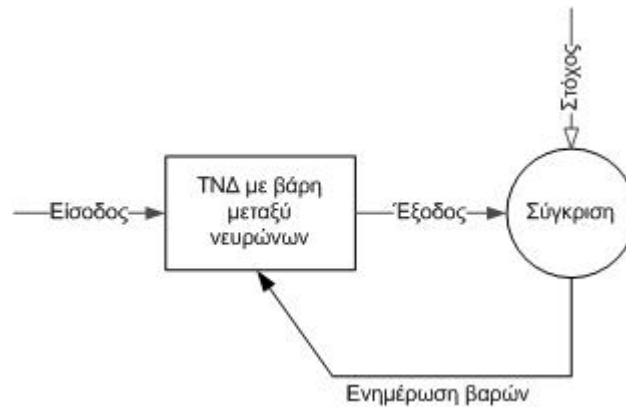 Στόχος
Είσοδος
ΤΝΔ με βάρη
μεταξύ
νευρώνων
Έξοδος
Σύγκριση
Ενημέρωση βαρών